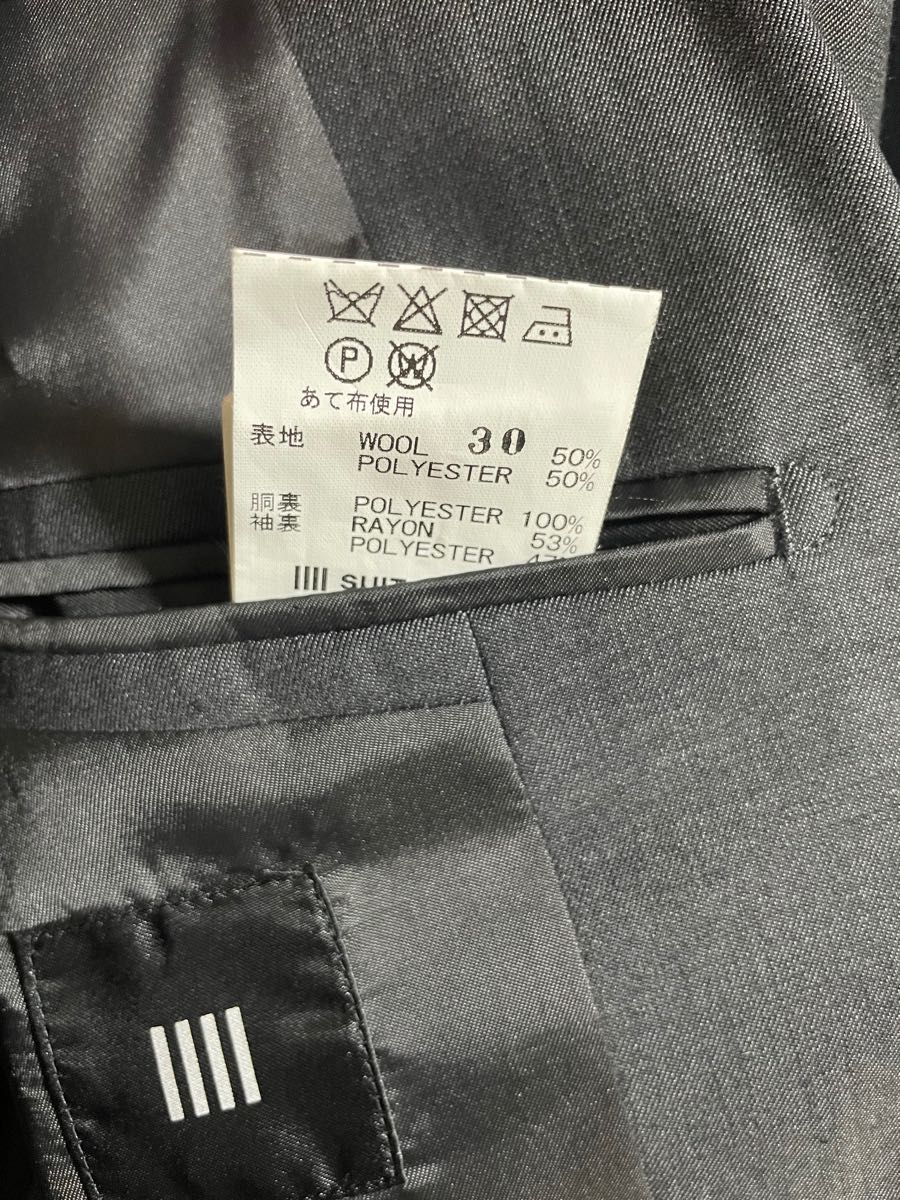 P W
あて布使用
表地 WOOL 30 50%
POLYESTER 50%
胴裏 POLYESTER 100%
袖裏 RAYON 53%
POLYESTER